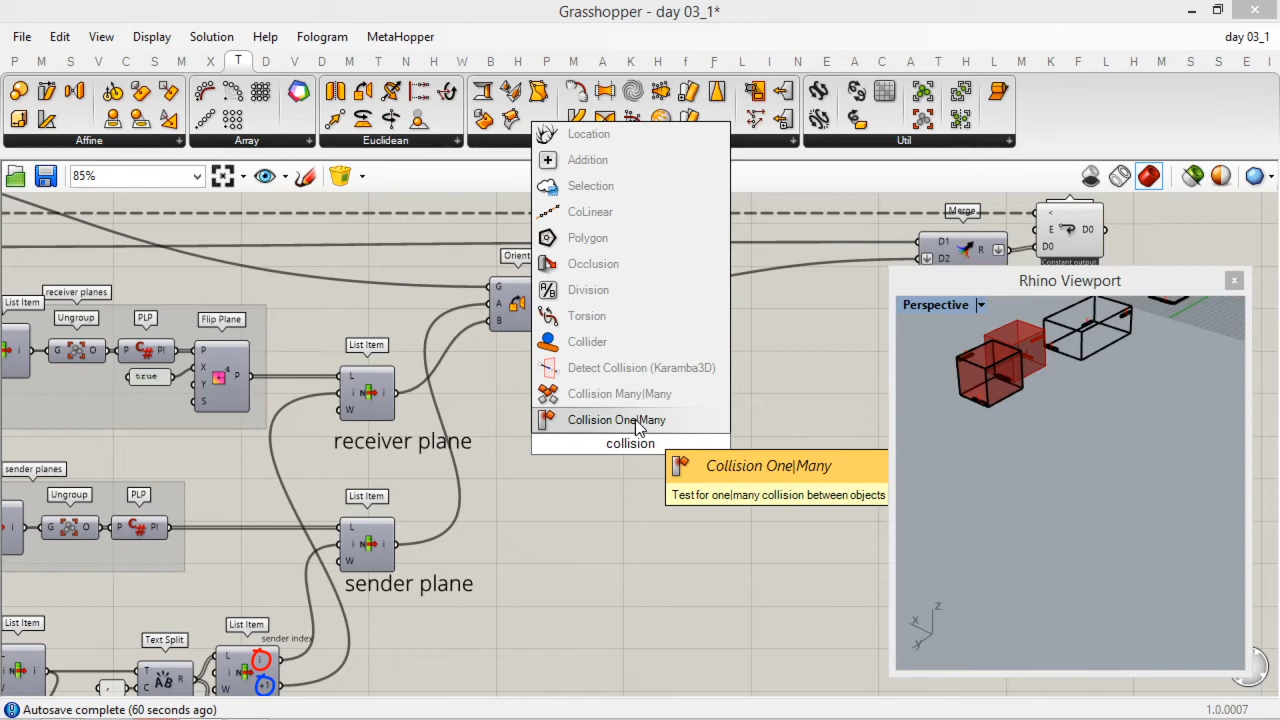 Grasshopper - day 03_1*
File Edit View Display Solution Help Fologram MetaHopper day 03_1
P M S V D M X T D V D M T D H W B H P M A K H F L I X N T C A D A H
Affine Array Euclidean Util
85%
Location
Addition
Selection
CoLinear
Polygon
Occlusion
Division
Torsion
Collider
Detect Collision (Karamba3D)
Collision Many|Many
Collision One|Many
collision
Collision One|Many
Test for one|many collision between objects
Merge
D1
D2
R
<
E
D0
D0
Constant output
Orient
G
A
B
Rhino Viewport x
Perspective
z
x
y
receiver planes
List Item
Ungroup
PLP
Flip Plane
i
G O
P C# Pl
P
X
Y
S
P
true
List Item
L
i
W
N i
receiver plane
sender planes
List Item
Ungroup
PLP
i
G O
P C# Pl
List Item
L
i
W
N i
sender plane
List Item
Text Split
List Item
sender index
N i
T
C
R
,
L
i
W
N
i
+1
Autosave complete (60 seconds ago)
1.0.0007